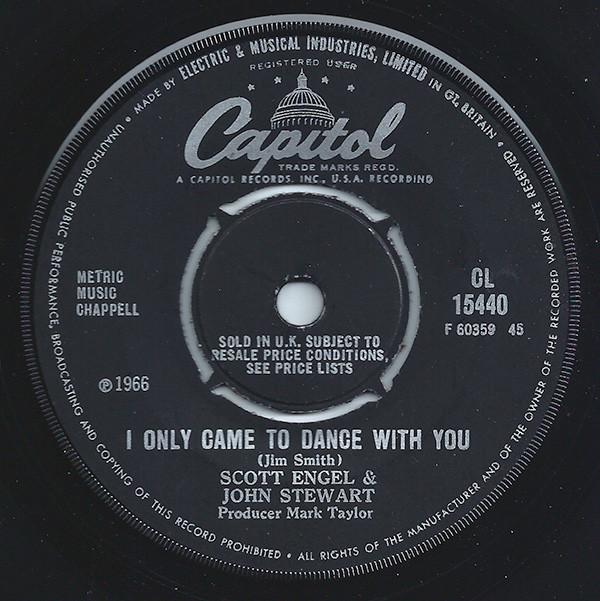 MADE BY ELECTRIC & MUSICAL INDUSTRIES, LIMITED IN GT. BRITAIN • ALL RIGHTS OF THE MANUFACTURER AND OF THE OWNER OF THE RECORDED WORK ARE RESERVED • UNAUTHORISED PUBLIC PERFORMANCE, BROADCASTING AND COPYING OF THIS RECORD PROHIBITED •
REGISTERED USER
Capitol
TRADE MARKS REGD.
A CAPITOL RECORDS, INC., U.S.A. RECORDING
METRIC
MUSIC
CHAPPELL
℗ 1966
CL
15440
F 60359 45
SOLD IN U.K. SUBJECT TO
RESALE PRICE CONDITIONS,
SEE PRICE LISTS
I ONLY CAME TO DANCE WITH YOU
(Jim Smith)
SCOTT ENGEL &
JOHN STEWART
Producer Mark Taylor